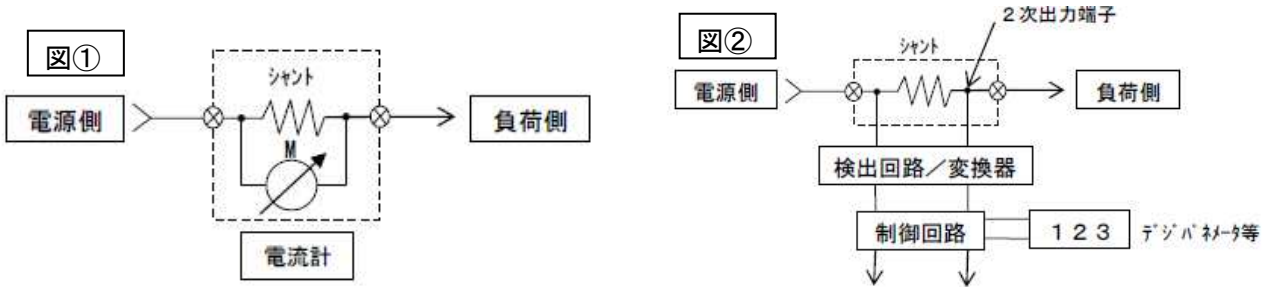 図①
シャント
電源側
負荷側
M
電流計
２次出力端子
図②
シャント
電源側
負荷側
検出回路／変換器
制御回路
１２３
ﾃﾞｼﾞﾊﾟﾈﾒｰﾀ等